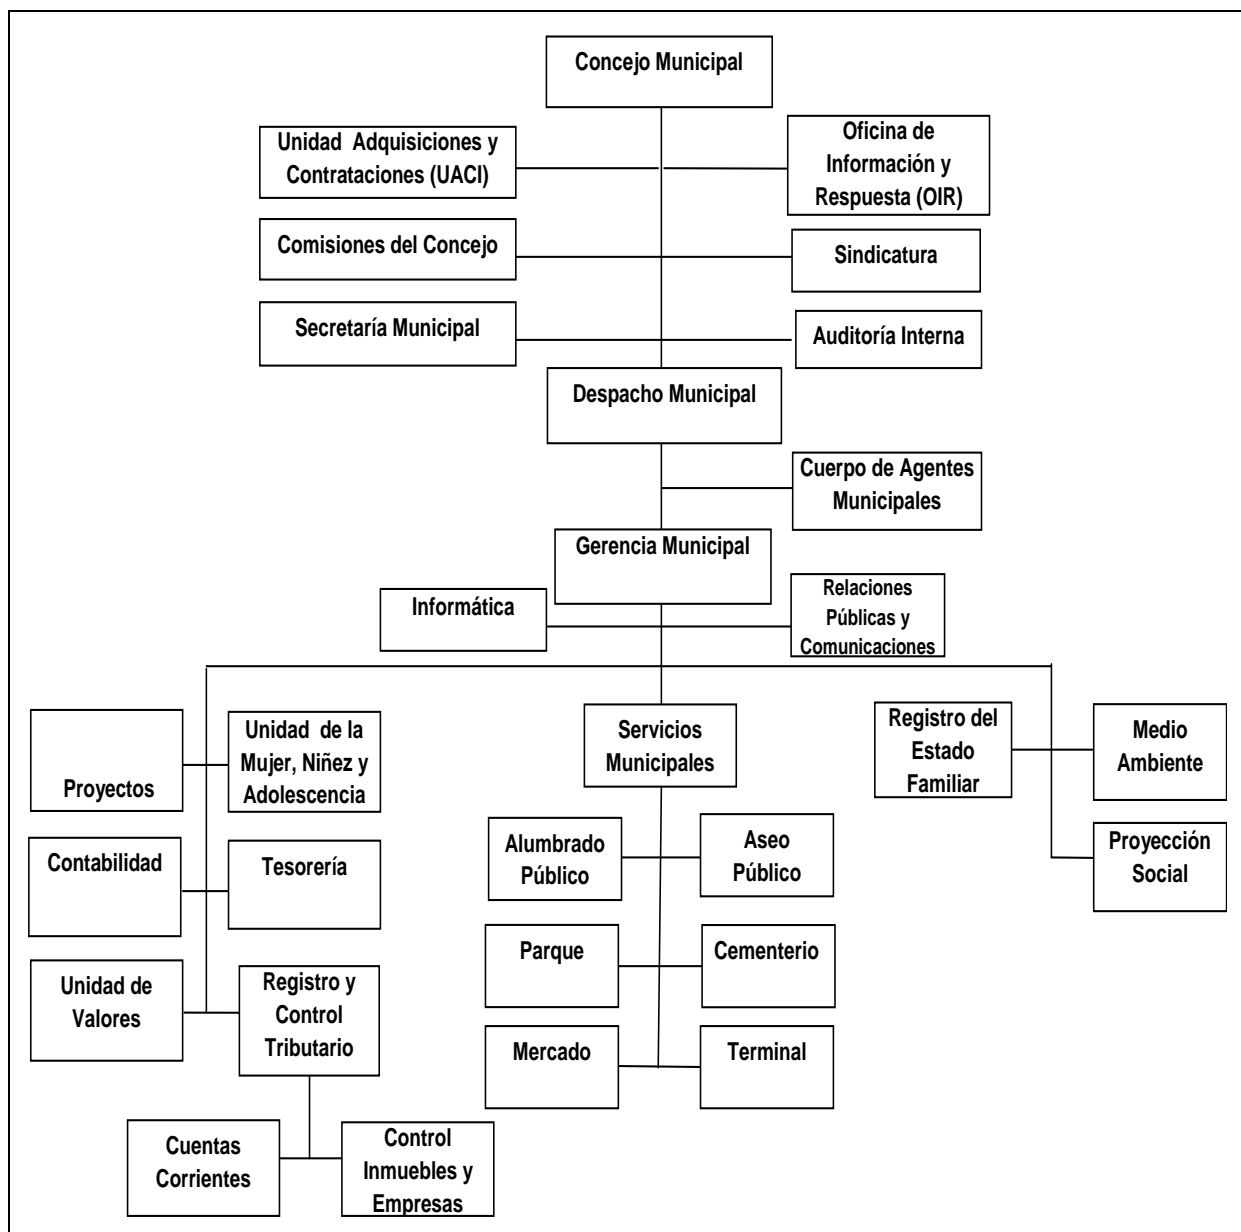 Concejo Municipal
Unidad Adquisiciones y
Contrataciones (UACI)
Oficina de
Información y
Respuesta (OIR)
Comisiones del Concejo
Sindicatura
Secretaría Municipal
Auditoría Interna
Despacho Municipal
Cuerpo de Agentes
Municipales
Gerencia Municipal
Informática
Relaciones
Públicas y
Comunicaciones
Proyectos
Unidad de la
Mujer, Niñez y
Adolescencia
Servicios
Municipales
Registro del
Estado
Familiar
Medio
Ambiente
Contabilidad
Tesorería
Alumbrado
Público
Aseo
Público
Proyección
Social
Unidad de
Valores
Registro y
Control
Tributario
Parque
Cementerio
Mercado
Terminal
Cuentas
Corrientes
Control
Inmuebles y
Empresas